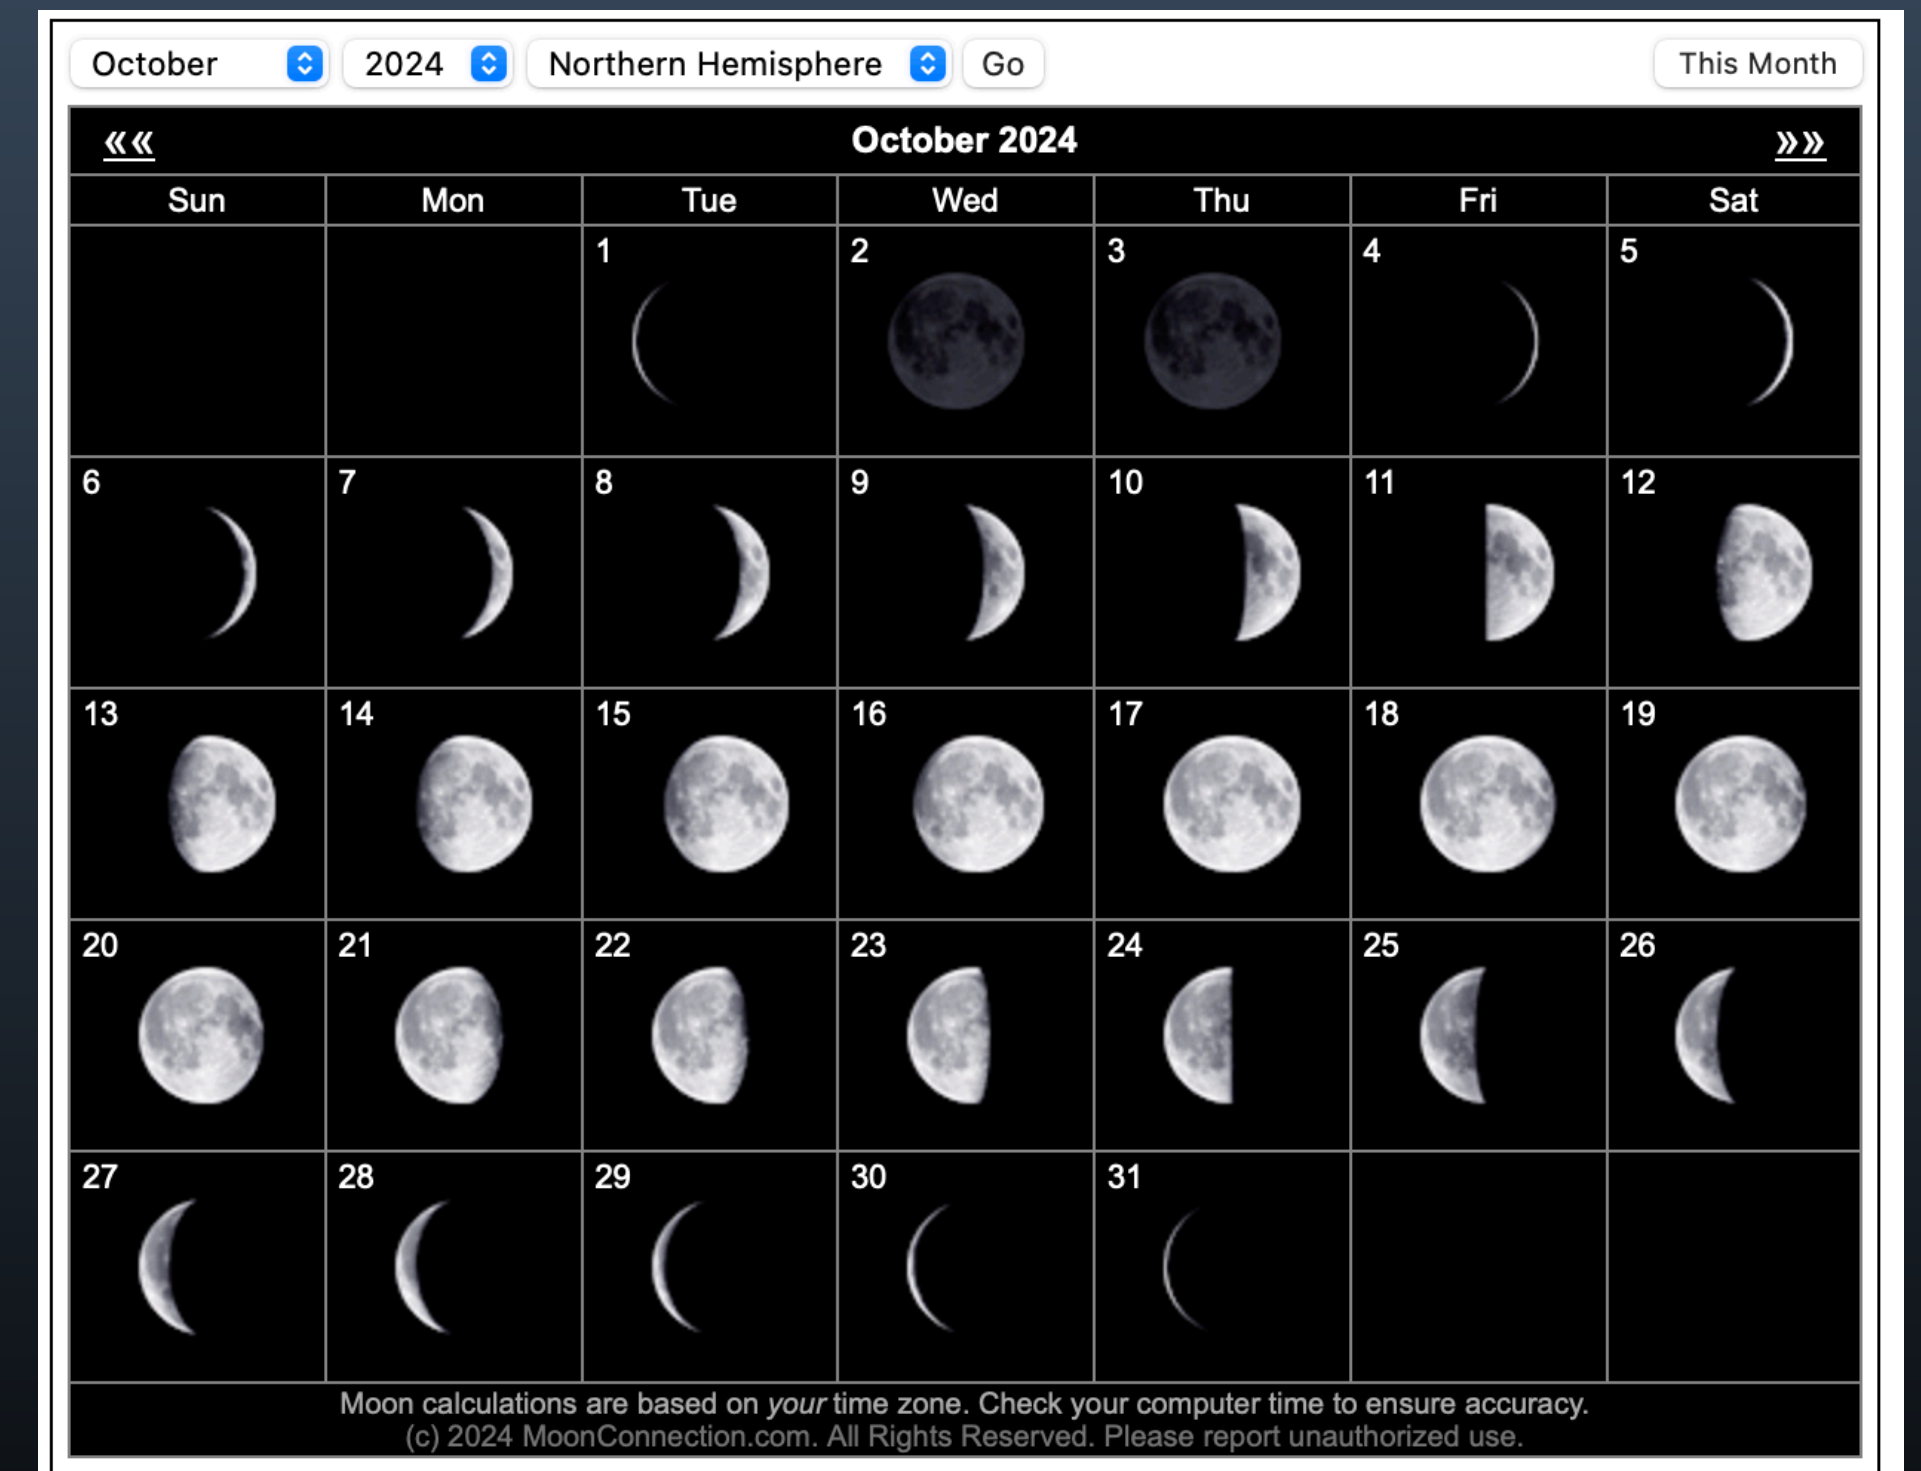 October 2024 Northern Hemisphere Go This Month
«« October 2024 »»
Sun Mon Tue Wed Thu Fri Sat
1 2 3 4 5
6 7 8 9 10 11 12
13 14 15 16 17 18 19
20 21 22 23 24 25 26
27 28 29 30 31
Moon calculations are based on your time zone. Check your computer time to ensure accuracy.
(c) 2024 MoonConnection.com. All Rights Reserved. Please report unauthorized use.